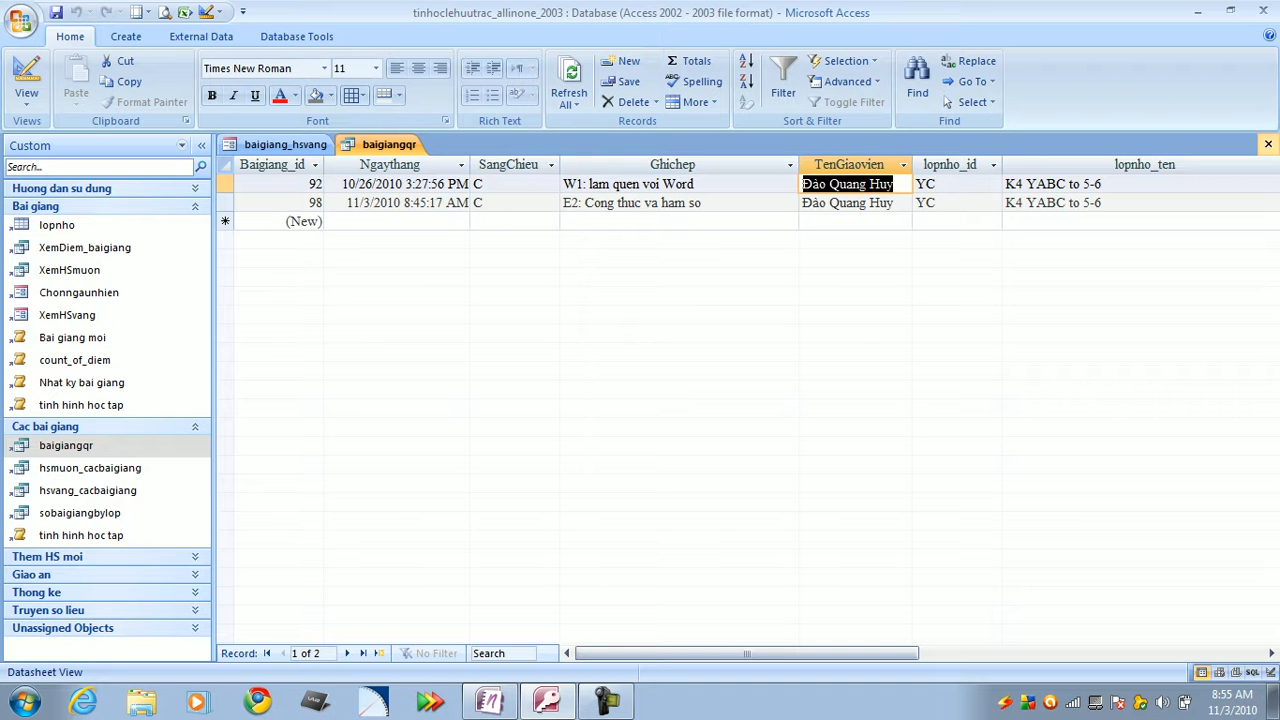 tinhoclehuutrac_allinone_2003 : Database (Access 2002 - 2003 file format) - Microsoft Access
Home Create External Data Database Tools
View
Views
Paste
Cut
Copy
Format Painter
Clipboard
Times New Roman 11
B I U A
Font
Rich Text
Refresh All
New
Save
Delete
Totals
Spelling
More
Records
Filter
Selection
Advanced
Toggle Filter
Sort & Filter
Find
Replace
Go To
Select
Find
Custom
Search...
Huong dan su dung
Bai giang
lopnho
XemDiem_baigiang
XemHSmuon
Chonngaunhien
XemHSvang
Bai giang moi
count_of_diem
Nhat ky bai giang
tinh hinh hoc tap
Cac bai giang
baigiangqr
hsmuon_cacbaigiang
hsvang_cacbaigiang
sobaigiangbylop
tinh hinh hoc tap
Them HS moi
Giao an
Thong ke
Truyen so lieu
Unassigned Objects
baigiang_hsvang baigiangqr
Baigiang_id Ngaythang SangChieu Ghichep TenGiaovien lopnho_id lopnho_ten
92 10/26/2010 3:27:56 PM C W1: lam quen voi Word Đào Quang Huy YC K4 YABC to 5-6
98 11/3/2010 8:45:17 AM C E2: Cong thuc va ham so Đào Quang Huy YC K4 YABC to 5-6
* (New)
Record: 1 of 2 No Filter Search
Datasheet View
SQL
8:55 AM
11/3/2010